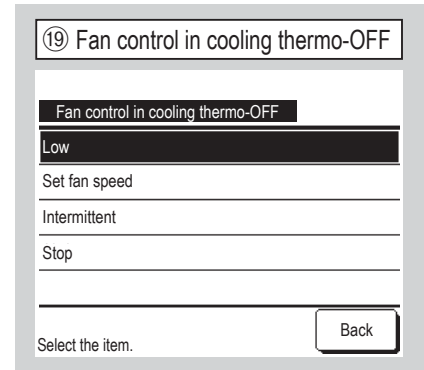 ⑲ Fan control in cooling thermo-OFF
Fan control in cooling thermo-OFF
Low
Set fan speed
Intermittent
Stop
Back
Select the item.